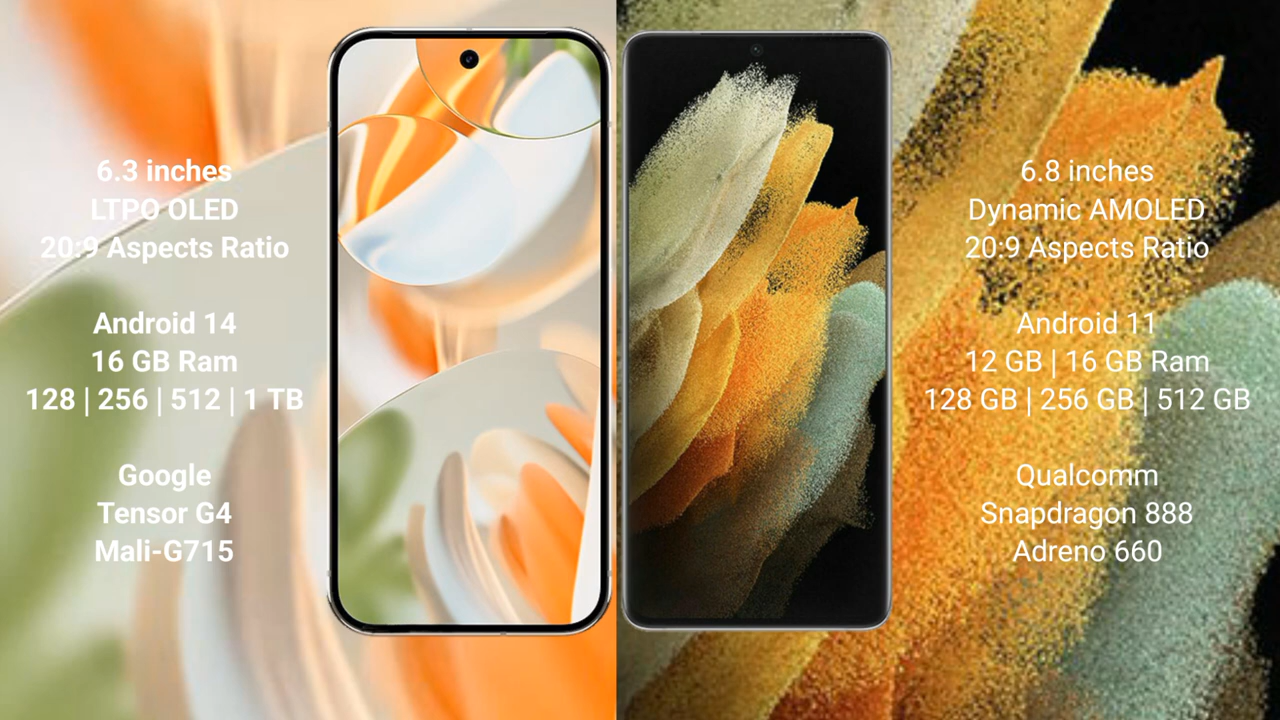 6.3 inches
LTPO OLED
20:9 Aspects Ratio
Android 14
16 GB Ram
128 | 256 | 512 | 1 TB
Google
Tensor G4
Mali-G715
6.8 inches
Dynamic AMOLED
20:9 Aspects Ratio
Android 11
12 GB | 16 GB Ram
128 GB | 256 GB | 512 GB
Qualcomm
Snapdragon 888
Adreno 660